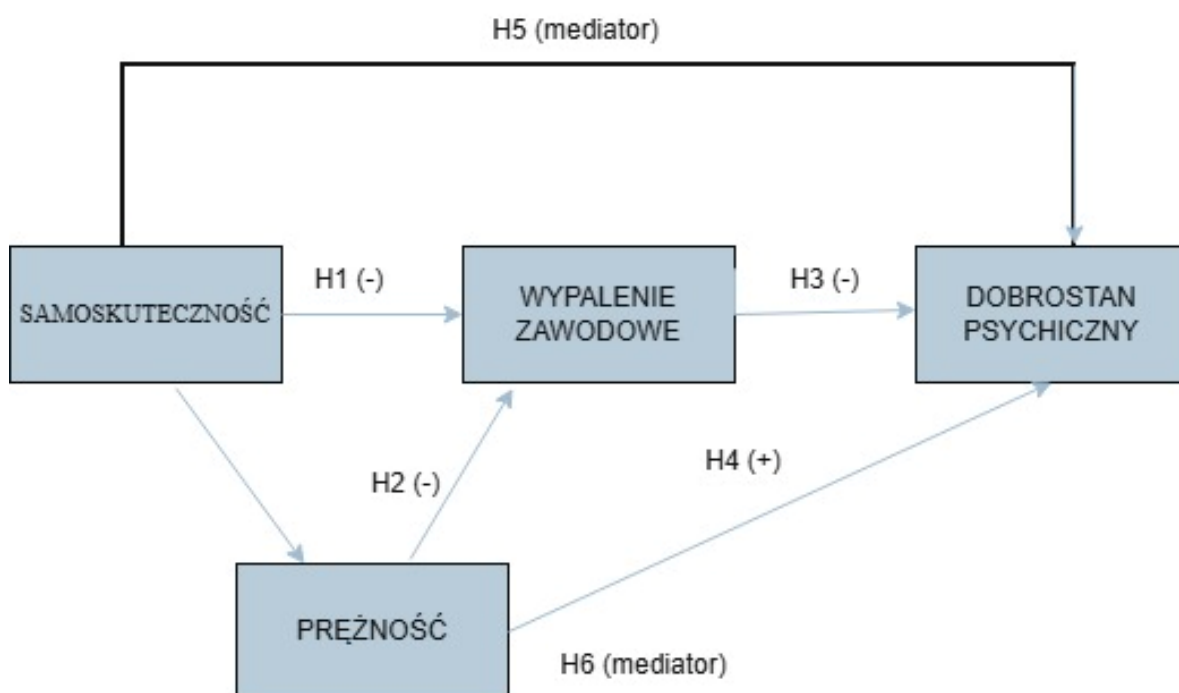 H5 (mediator)
SAMOSKUTECZNOŚĆ
H1 (-)
WYPALENIE
ZAWODOWE
H3 (-)
DOBROSTAN
PSYCHICZNY
H2 (-)
H4 (+)
PRĘŻNOŚĆ
H6 (mediator)